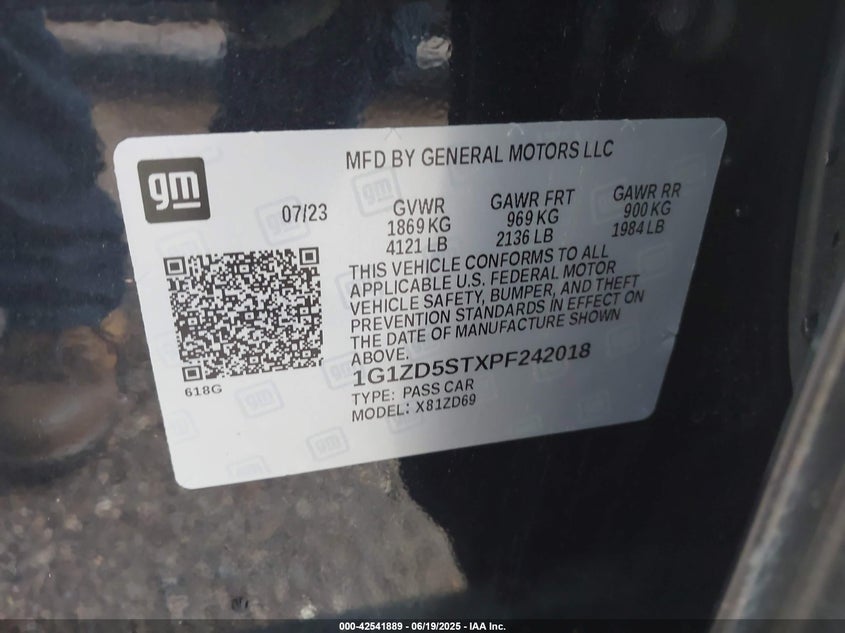 gm
MFD BY GENERAL MOTORS LLC
07/23
GVWR
1869 KG
4121 LB
GAWR FRT
969 KG
2136 LB
GAWR RR
900 KG
1984 LB
THIS VEHICLE CONFORMS TO ALL
APPLICABLE U.S. FEDERAL MOTOR
VEHICLE SAFETY, BUMPER, AND THEFT
PREVENTION STANDARDS IN EFFECT ON
THE DATE OF MANUFACTURE SHOWN
ABOVE.
618G
1G1ZD5STXPF242018
TYPE: PASS CAR
MODEL: X81ZD69
000-42541889 - 06/19/2025 - IAA Inc.